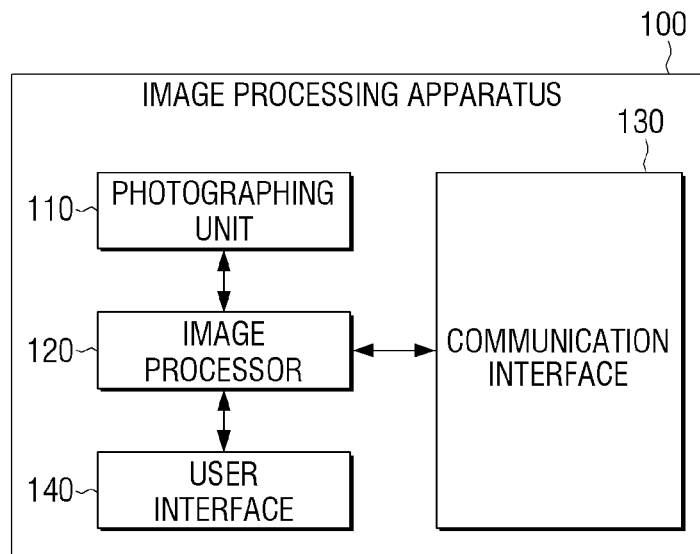 100
IMAGE PROCESSING APPARATUS
130
110
PHOTOGRAPHING
UNIT
120
IMAGE
PROCESSOR
COMMUNICATION
INTERFACE
140
USER
INTERFACE